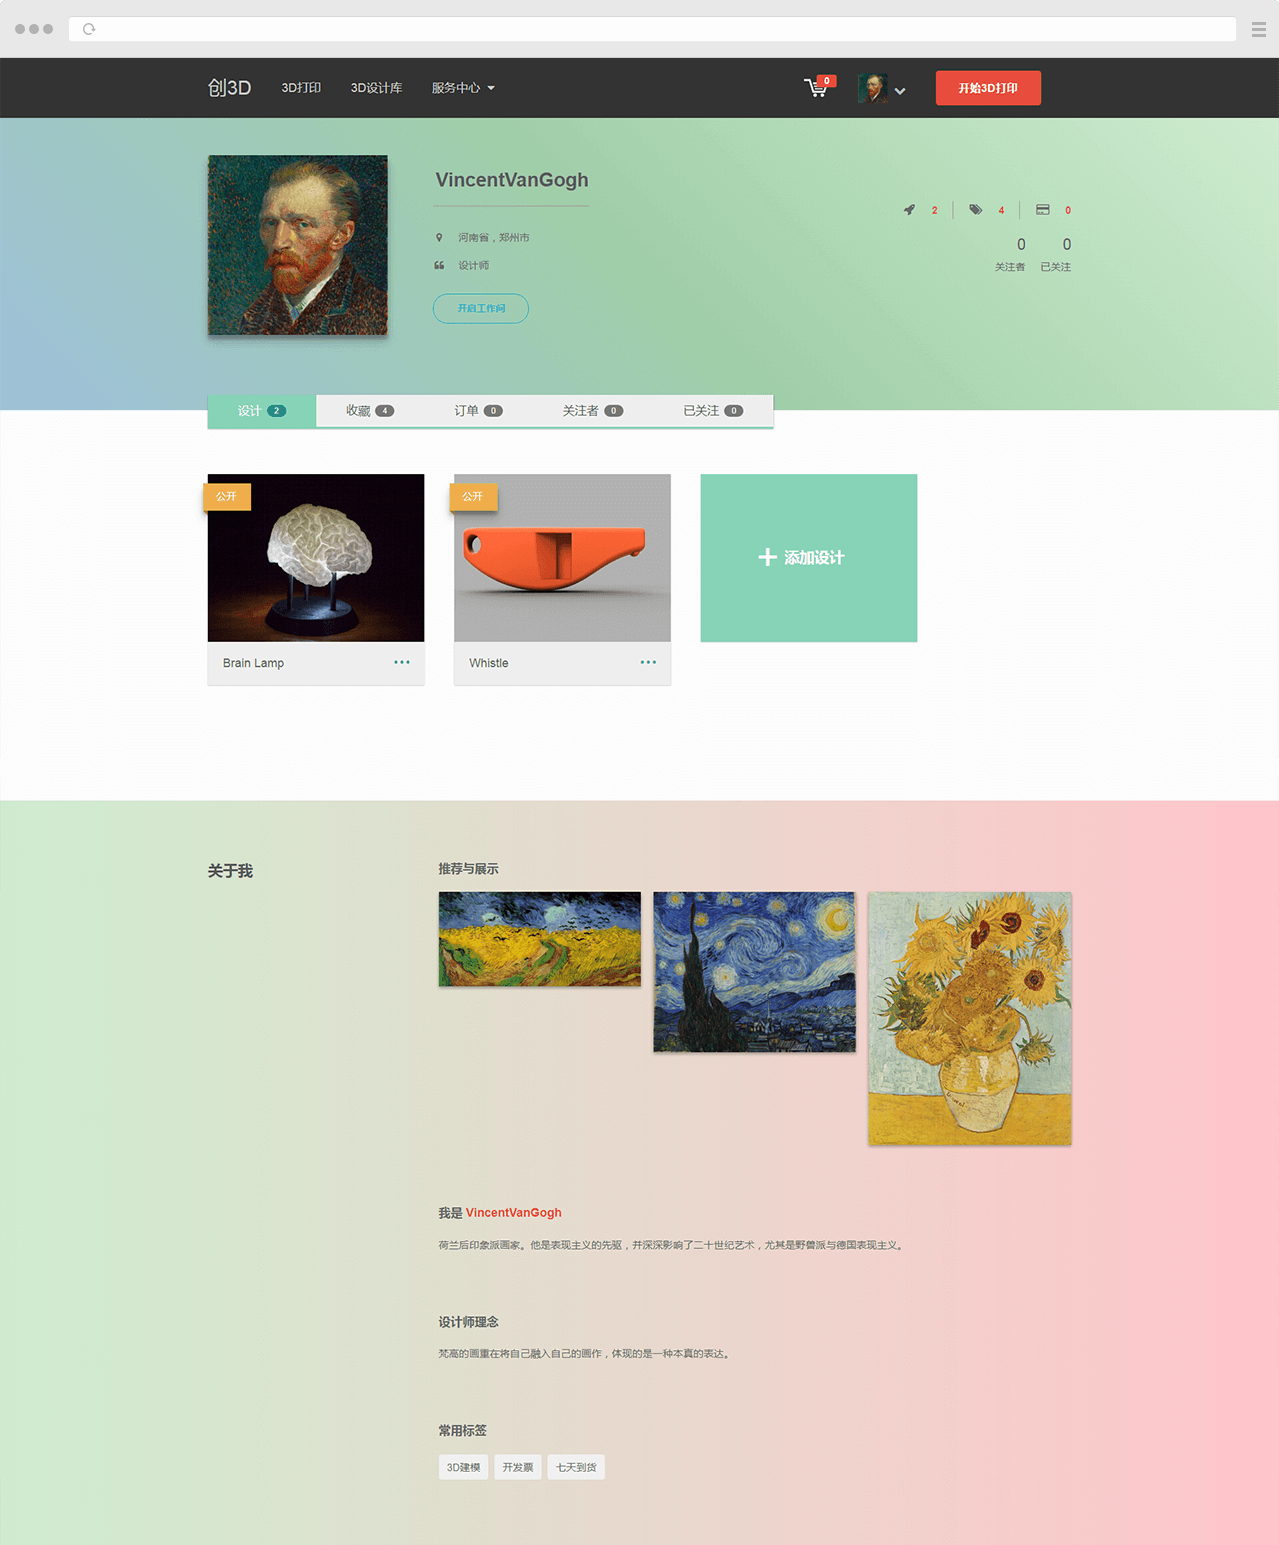 创3D 3D打印 3D设计库 服务中心 0 开始3D打印
VincentVanGogh
2 4 0
河南省，郑州市
0 0
关注者 已关注
设计师
开启工作间
设计 2 收藏 4 订单 0 关注者 0 已关注 0
公开 公开
添加设计
Brain Lamp Whistle
关于我
推荐与展示
我是 VincentVanGogh
荷兰后印象派画家。他是表现主义的先驱，并深深影响了二十世纪艺术，尤其是野兽派与德国表现主义。
设计师理念
梵高的画重在将自己融入自己的画作，体现的是一种本真的表达。
常用标签
3D建模 开发票 七天到货